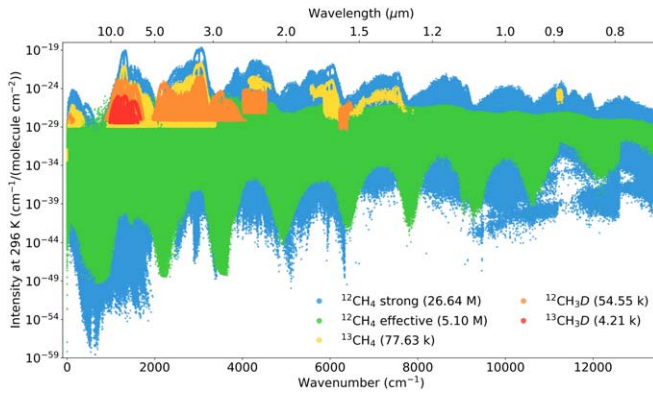 Wavelength (μm)
10.0 5.0 3.0 2.0 1.5 1.2 1.0 0.9 0.8
10⁻¹⁹
10⁻²⁴
10⁻²⁹
10⁻³⁴
10⁻³⁹
10⁻⁴⁴
10⁻⁴⁹
10⁻⁵⁴
10⁻⁵⁹
Intensity at 296 K (cm⁻¹/(molecule cm⁻²))
¹²CH₄ strong (26.64 M)
¹²CH₄ effective (5.10 M)
¹³CH₄ (77.63 k)
¹²CH₃D (54.55 k)
¹³CH₃D (4.21 k)
0 2000 4000 6000 8000 10000 12000
Wavenumber (cm⁻¹)